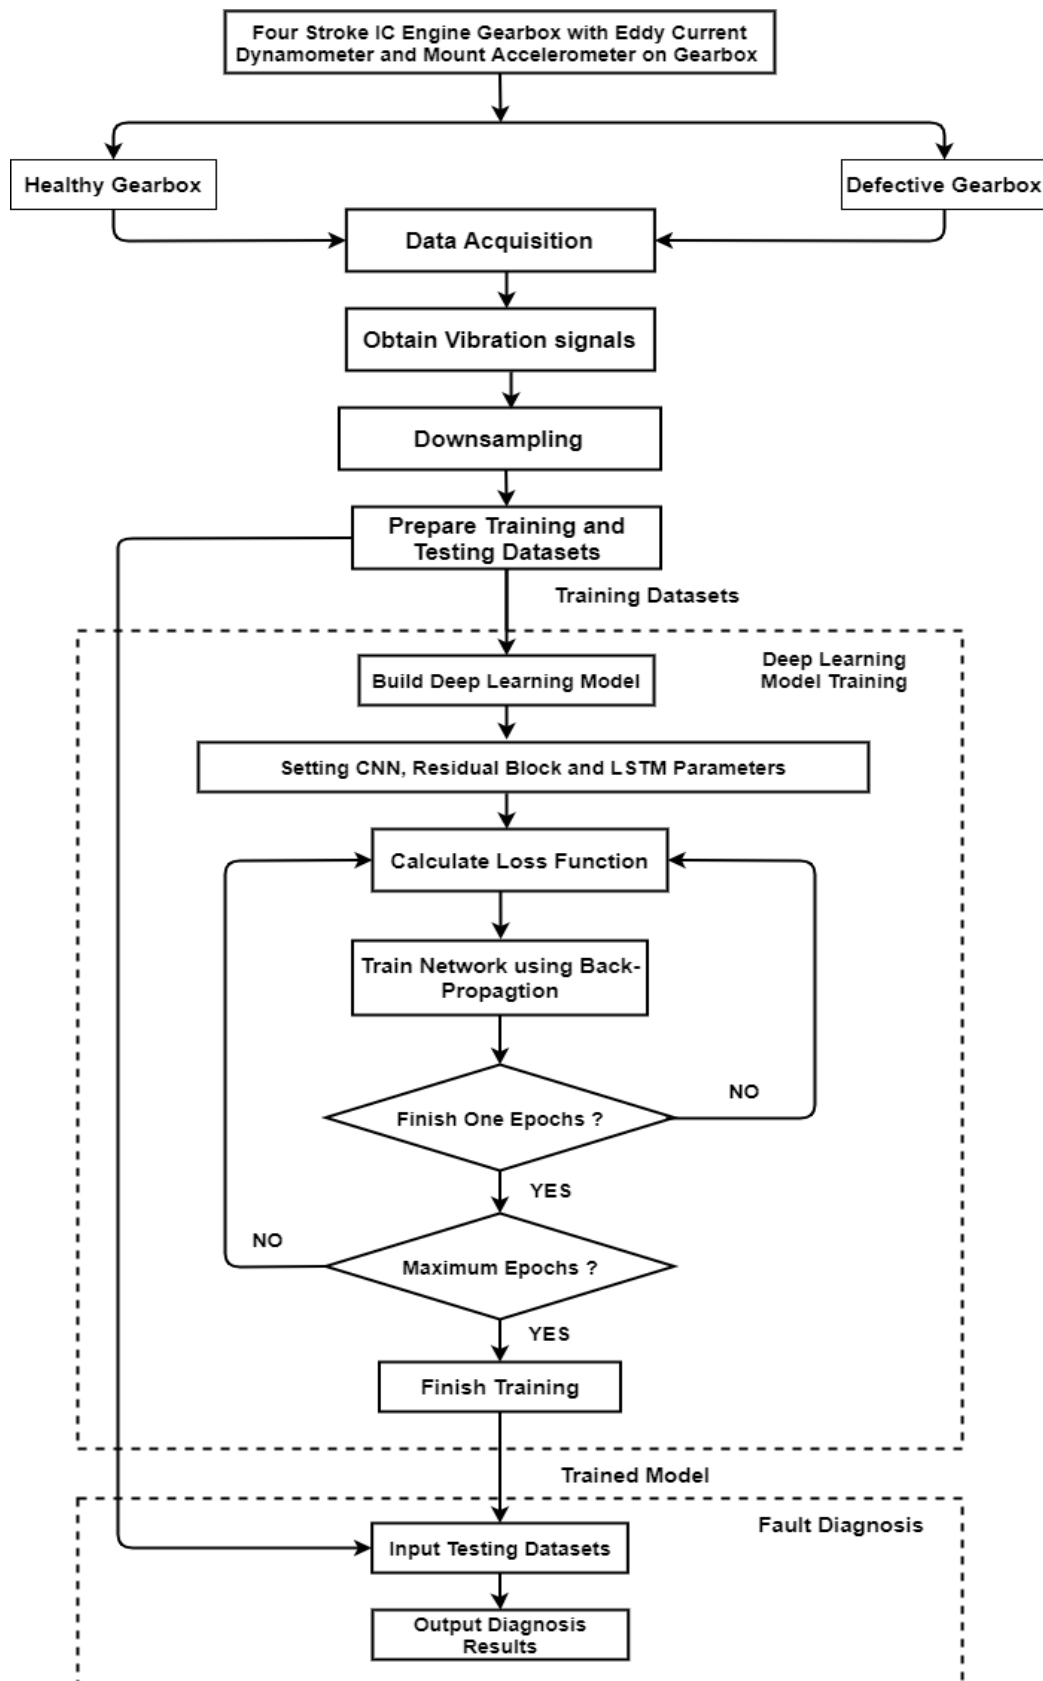 Four Stroke IC Engine Gearbox with Eddy Current
Dynamometer and Mount Accelerometer on Gearbox
Healthy Gearbox
Defective Gearbox
Data Acquisition
Obtain Vibration signals
Downsampling
Prepare Training and
Testing Datasets
Training Datasets
Deep Learning
Model Training
Build Deep Learning Model
Setting CNN, Residual Block and LSTM Parameters
Calculate Loss Function
Train Network using Back-
Propagtion
Finish One Epochs ?
NO
YES
NO
Maximum Epochs ?
YES
Finish Training
Trained Model
Fault Diagnosis
Input Testing Datasets
Output Diagnosis
Results